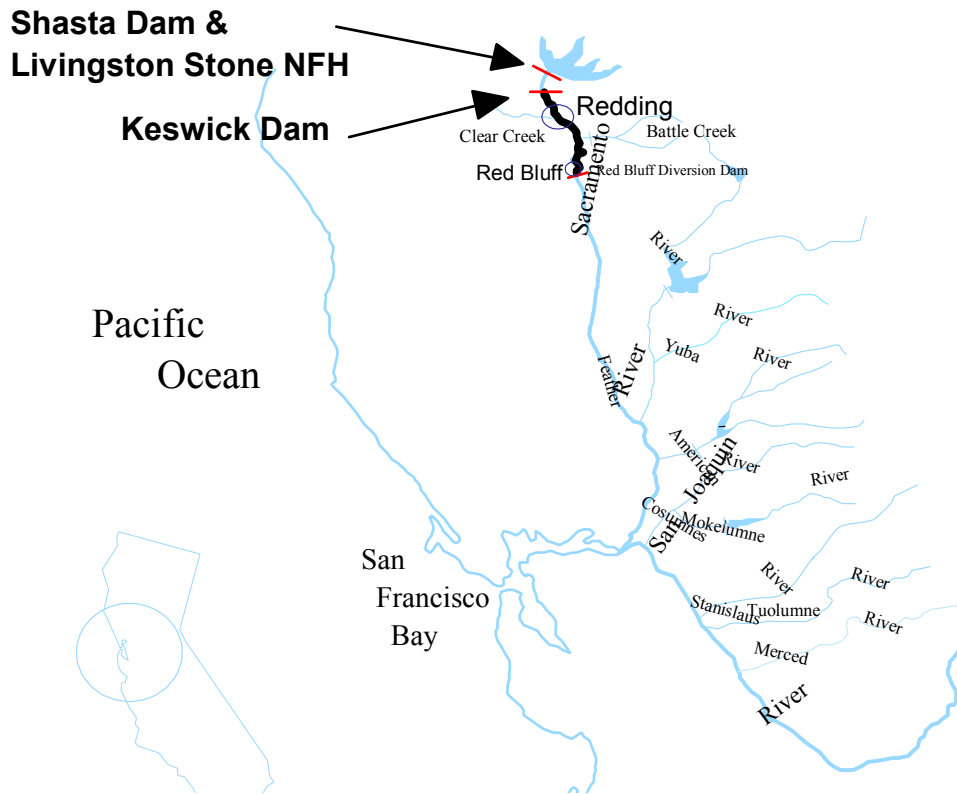 Shasta Dam &
Livingston Stone NFH
Keswick Dam
Redding
Clear Creek
Battle Creek
Red Bluff
Red Bluff Diversion Dam
Sacramento
River
River
Feather
River
Yuba
River
River
American
River
San Joaquin
River
Cosumnes
Mokelumne
River
River
Stanislaus
Tuolumne
River
Merced
River
Pacific
Ocean
San
Francisco
Bay